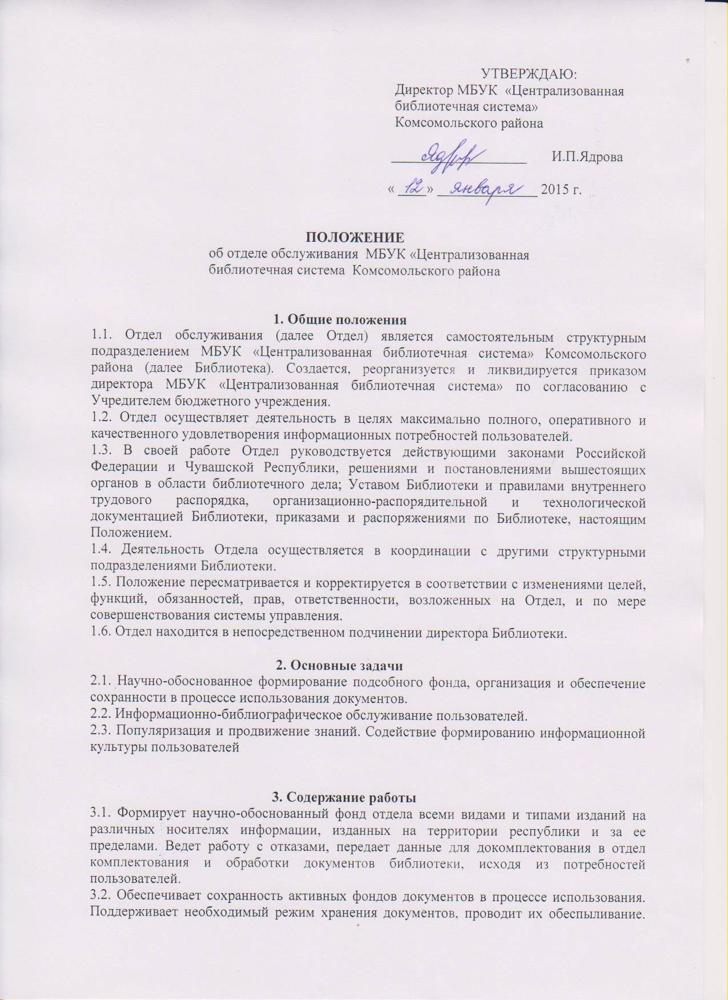 УТВЕРЖДАЮ:
Директор МБУК «Централизованная
библиотечная система»
Комсомольского района
И.П.Ядрова
« 12 » января 2015 г.
ПОЛОЖЕНИЕ
об отделе обслуживания МБУК «Централизованная
библиотечная система Комсомольского района
1. Общие положения
1.1. Отдел обслуживания (далее Отдел) является самостоятельным структурным
подразделением МБУК «Централизованная библиотечная система» Комсомольского
района (далее Библиотека). Создается, реорганизуется и ликвидируется приказом
директора МБУК «Централизованная библиотечная система» по согласованию с
Учредителем бюджетного учреждения.
1.2. Отдел осуществляет деятельность в целях максимально полного, оперативного и
качественного удовлетворения информационных потребностей пользователей.
1.3. В своей работе Отдел руководствуется действующими законами Российской
Федерации и Чувашской Республики, решениями и постановлениями вышестоящих
органов в области библиотечного дела; Уставом Библиотеки и правилами внутреннего
трудового распорядка, организационно-распорядительной и технологической
документацией Библиотеки, приказами и распоряжениями по Библиотеке, настоящим
Положением.
1.4. Деятельность Отдела осуществляется в координации с другими структурными
подразделениями Библиотеки.
1.5. Положение пересматривается и корректируется в соответствии с изменениями целей,
функций, обязанностей, прав, ответственности, возложенных на Отдел, и по мере
совершенствования системы управления.
1.6. Отдел находится в непосредственном подчинении директора Библиотеки.
2. Основные задачи
2.1. Научно-обоснованное формирование подсобного фонда, организация и обеспечение
сохранности в процессе использования документов.
2.2. Информационно-библиографическое обслуживание пользователей.
2.3. Популяризация и продвижение знаний. Содействие формированию информационной
культуры пользователей
3. Содержание работы
3.1. Формирует научно-обоснованный фонд отдела всеми видами и типами изданий на
различных носителях информации, изданных на территории республики и за ее
пределами. Ведет работу с отказами, передает данные для докомплектования в отдел
комплектования и обработки документов библиотеки, исходя из потребностей
пользователей.
3.2. Обеспечивает сохранность активных фондов документов в процессе использования.
Поддерживает необходимый режим хранения документов, проводит их обеспыливание.